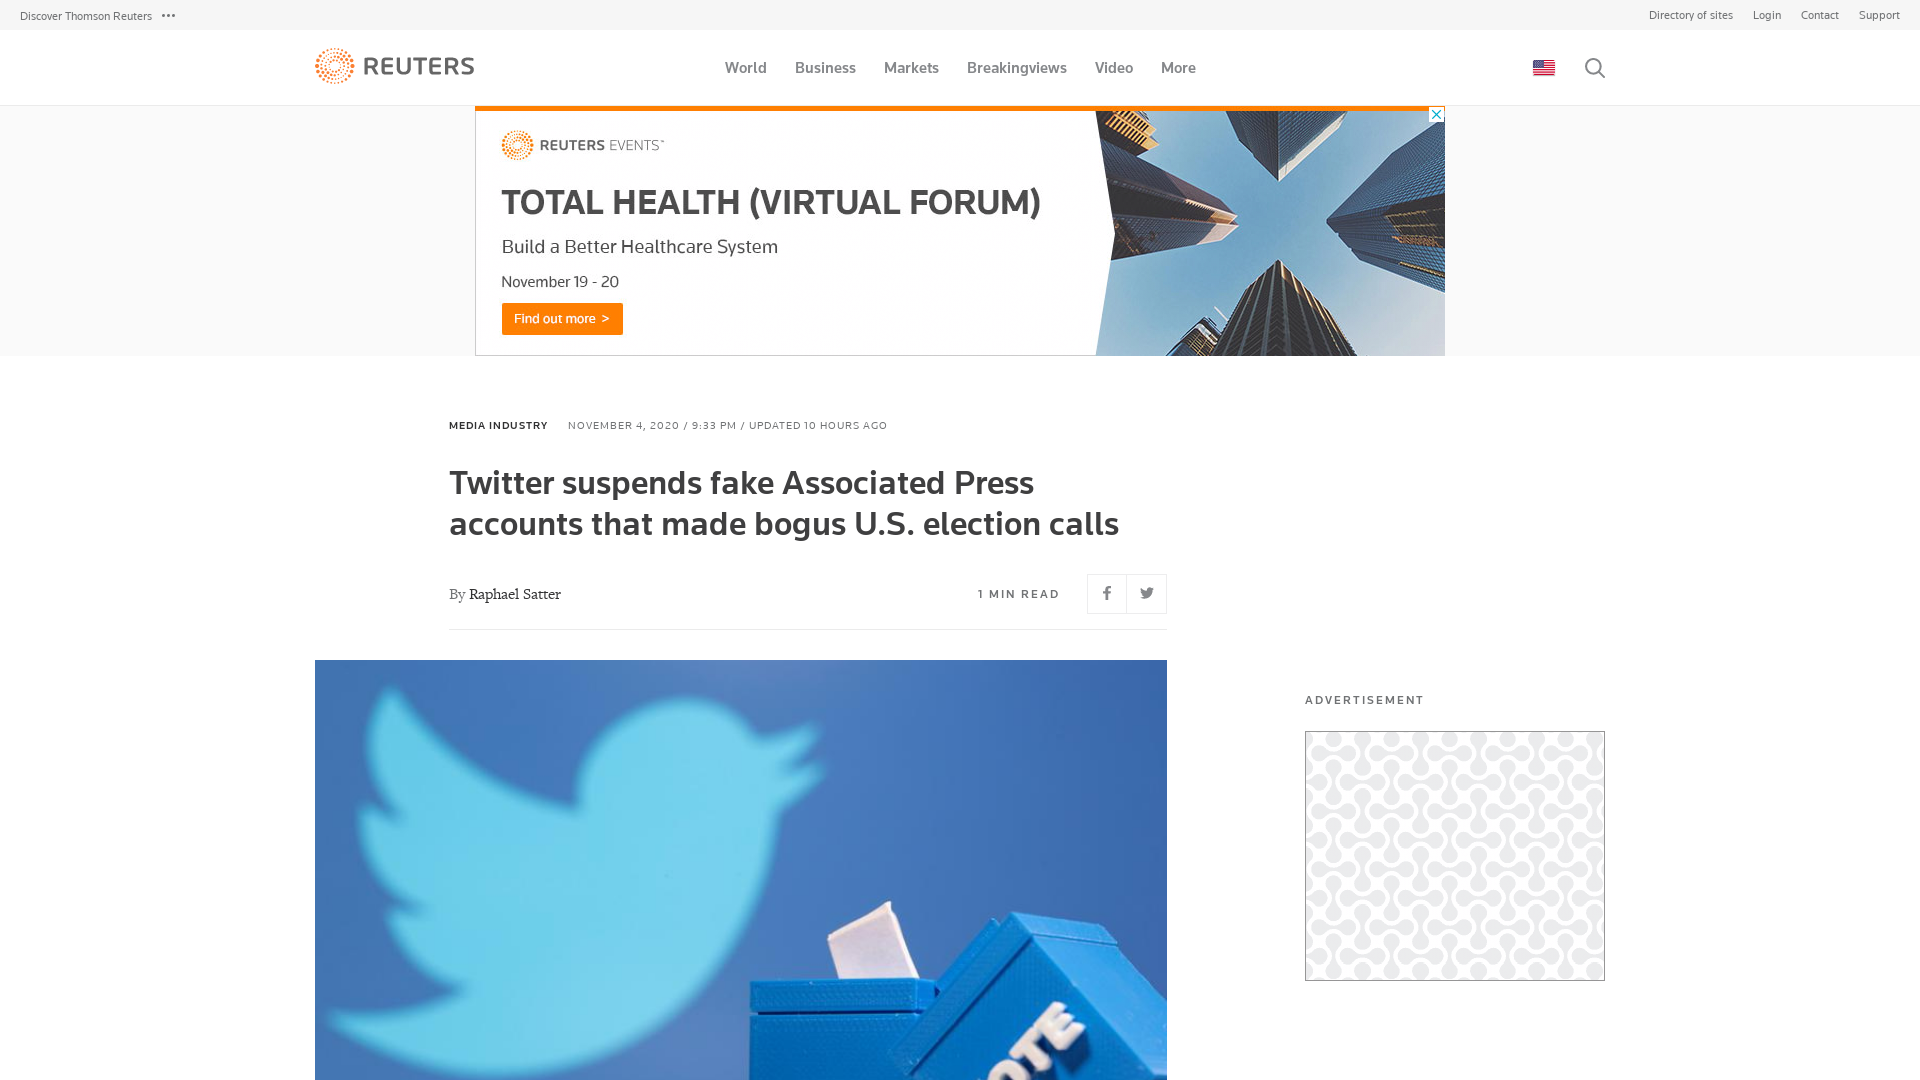 Discover Thomson Reuters
Directory of sites Login Contact Support
REUTERS
World Business Markets Breakingviews Video More
REUTERS EVENTS™
TOTAL HEALTH (VIRTUAL FORUM)
Build a Better Healthcare System
November 19 - 20
Find out more >
MEDIA INDUSTRY NOVEMBER 4, 2020 / 9:33 PM / UPDATED 10 HOURS AGO
Twitter suspends fake Associated Press
accounts that made bogus U.S. election calls
By Raphael Satter
1 MIN READ
ADVERTISEMENT
VOTE